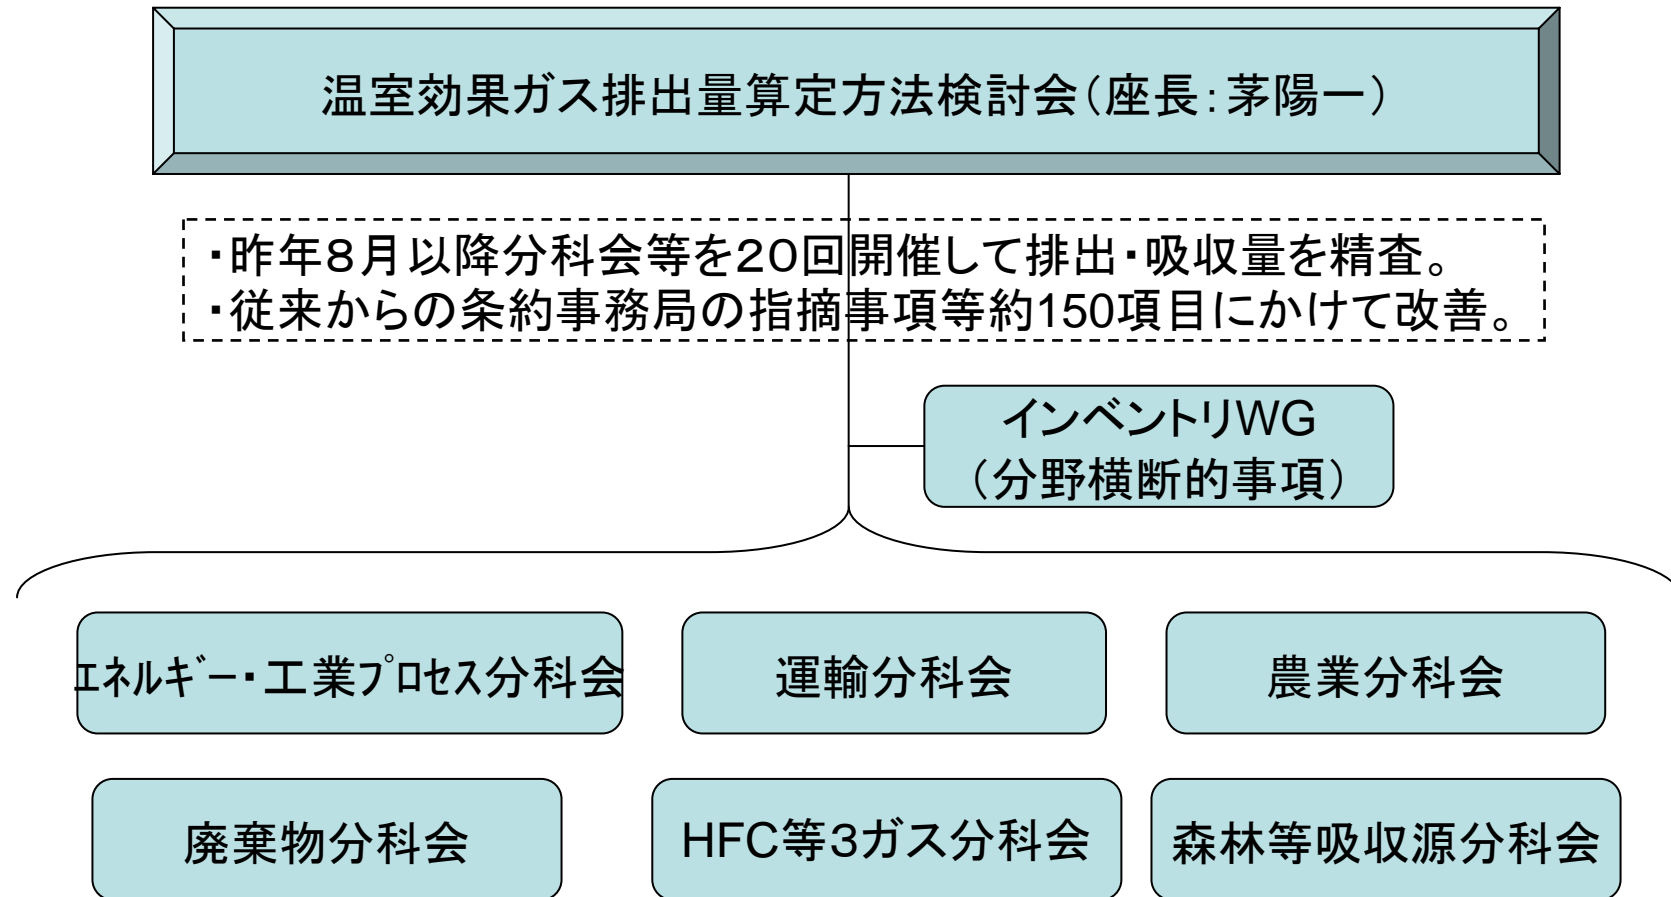 温室効果ガス排出量算定方法検討会（座長：茅陽一）
・昨年８月以降分科会等を２０回開催して排出・吸収量を精査。
・従来からの条約事務局の指摘事項等約150項目にかけて改善。
インベントリWG
（分野横断的事項）
ｴﾈﾙｷﾞｰ・工業ﾌﾟﾛｾｽ分科会
運輸分科会
農業分科会
廃棄物分科会
HFC等３ガス分科会
森林等吸収源分科会